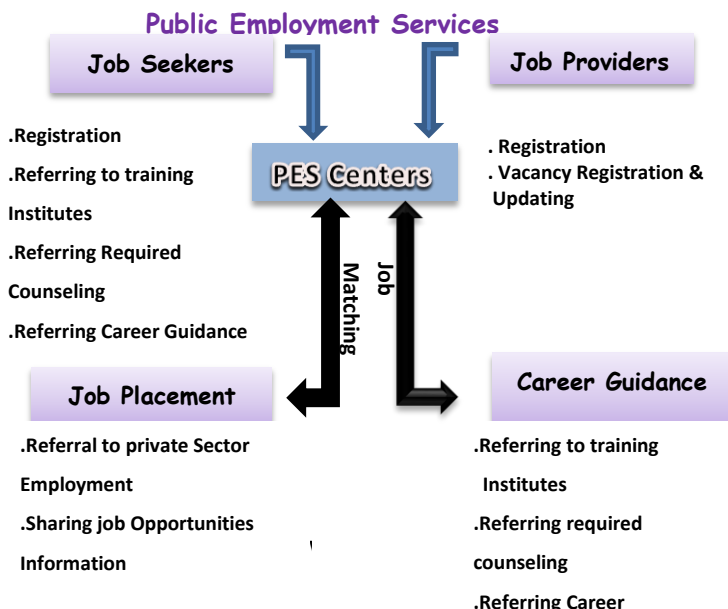 Public Employment Services
Job Seekers
Job Providers
.Registration
.Referring to training
Institutes
.Referring Required
Counseling
.Referring Career Guidance
PES Centers
. Registration
. Vacancy Registration &
Updating
Matching
Job
Job Placement
Career Guidance
.Referral to private Sector
Employment
.Sharing job Opportunities
Information
.Referring to training
Institutes
.Referring required
counseling
.Referring Career